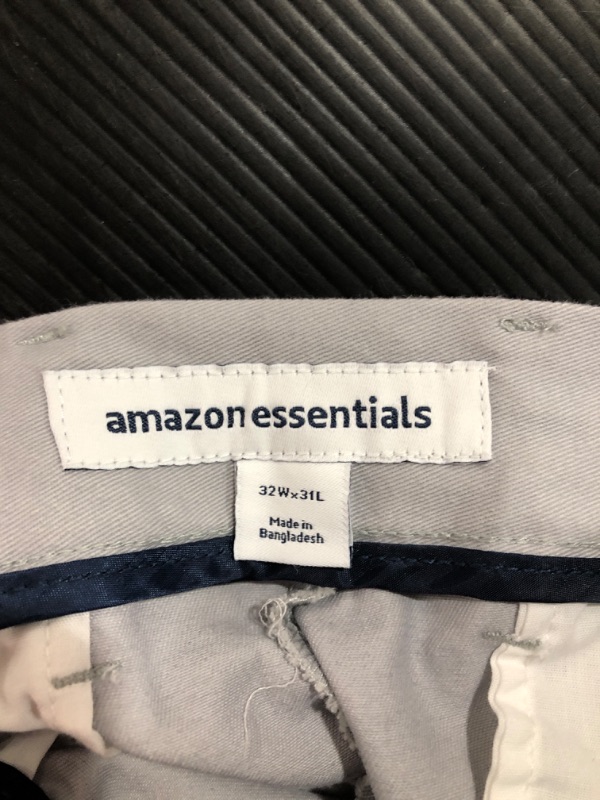 amazon essentials
32W×31L
Made in
Bangladesh